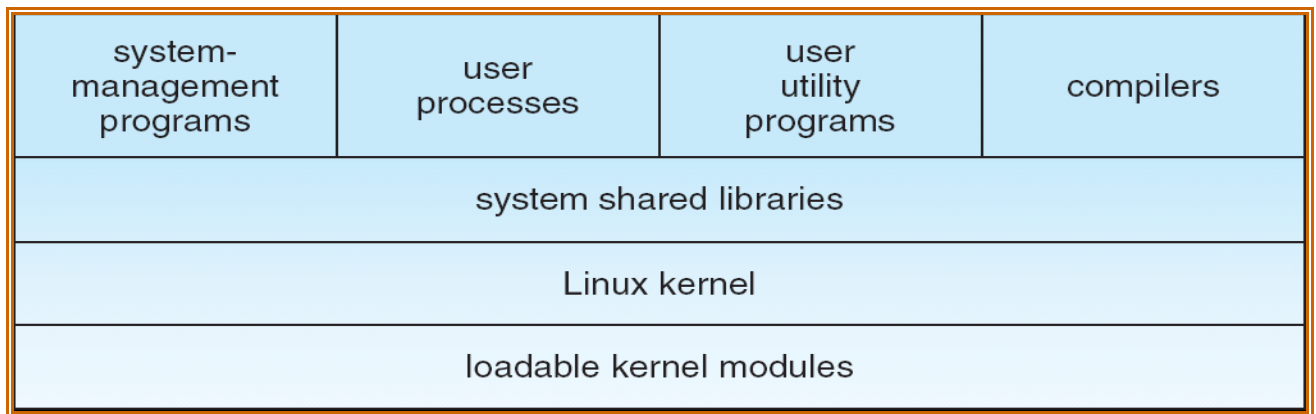 system-
management
programs
user
processes
user
utility
programs
compilers
system shared libraries
Linux kernel
loadable kernel modules